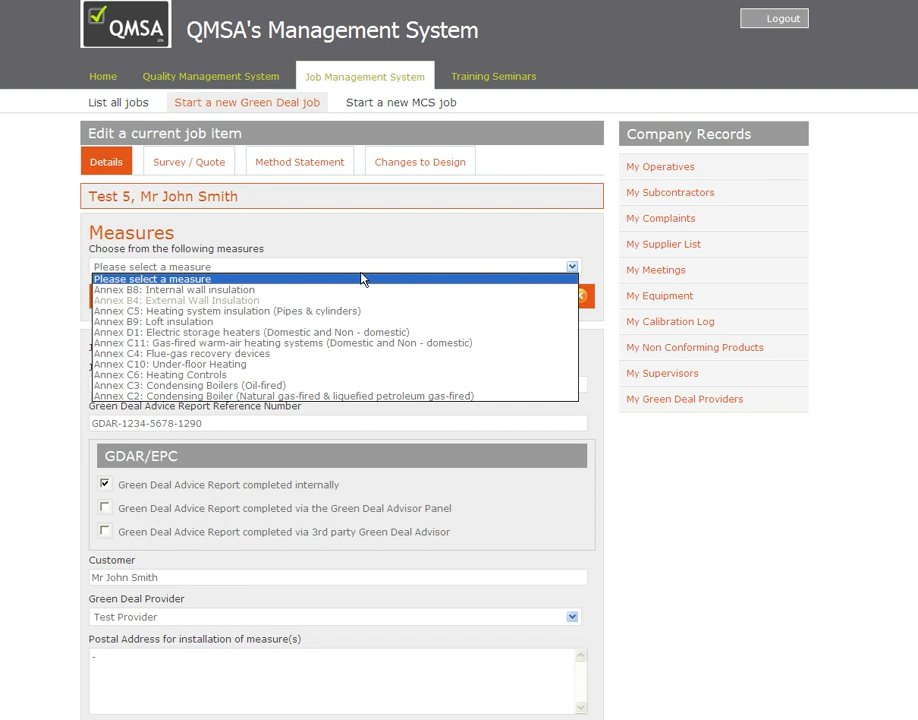 QMSA Ltd
QMSA's Management System
Logout
Home
Quality Management System
Job Management System
Training Seminars
List all jobs
Start a new Green Deal job
Start a new MCS job
Edit a current job item
Details
Survey / Quote
Method Statement
Changes to Design
Test 5, Mr John Smith
Measures
Choose from the following measures
Please select a measure
Please select a measure
Annex B8: Internal wall insulation
Annex B4: External Wall Insulation
Annex C5: Heating system insulation (Pipes & cylinders)
Annex B9: Loft insulation
Annex D1: Electric storage heaters (Domestic and Non - domestic)
Annex C11: Gas-fired warm-air heating systems (Domestic and Non - domestic)
Annex C4: Flue-gas recovery devices
Annex C10: Under-floor Heating
Annex C6: Heating Controls
Annex C3: Condensing Boilers (Oil-fired)
Annex C2: Condensing Boiler (Natural gas-fired & liquefied petroleum gas-fired)
Green Deal Advice Report Reference Number
GDAR-1234-5678-1290
GDAR/EPC
Green Deal Advice Report completed internally
Green Deal Advice Report completed via the Green Deal Advisor Panel
Green Deal Advice Report completed via 3rd party Green Deal Advisor
Customer
Mr John Smith
Green Deal Provider
Test Provider
Postal Address for installation of measure(s)
-
Company Records
My Operatives
My Subcontractors
My Complaints
My Supplier List
My Meetings
My Equipment
My Calibration Log
My Non Conforming Products
My Supervisors
My Green Deal Providers